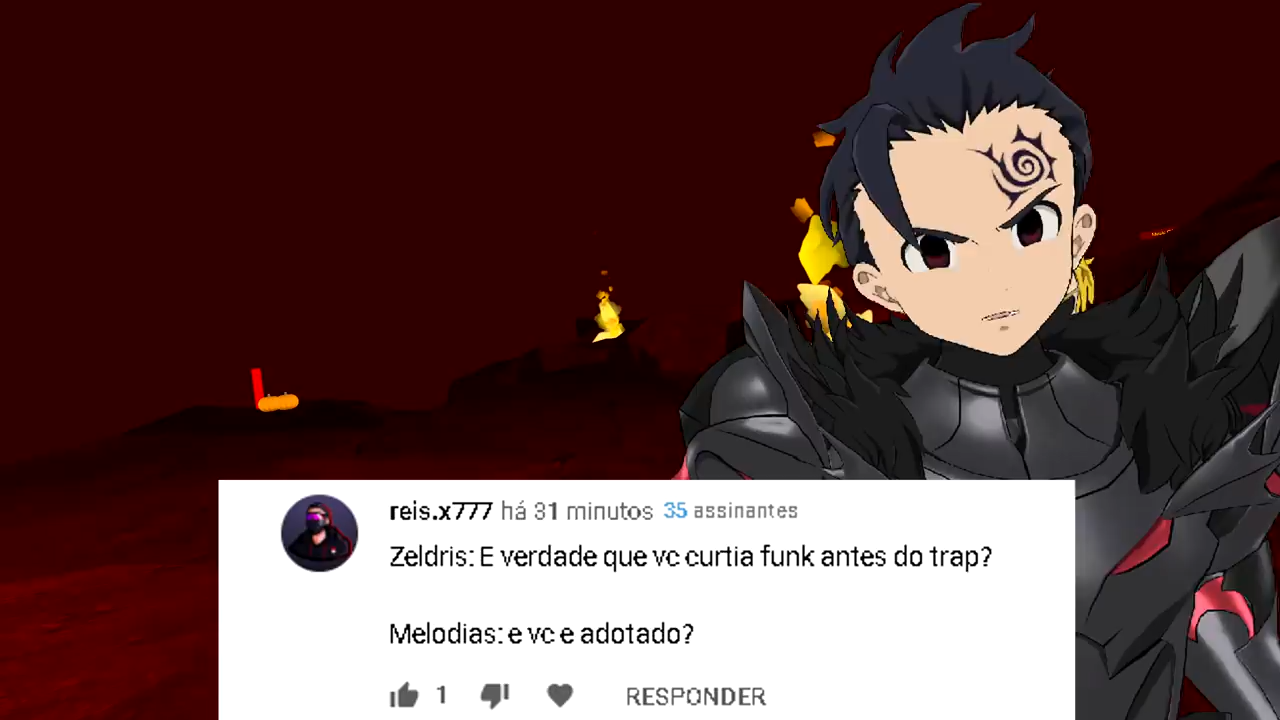 reis.x777 há 31 minutos 35 assinantes
Zeldris: E verdade que vc curtia funk antes do trap?
Melodias: e vc e adotado?
1 RESPONDER